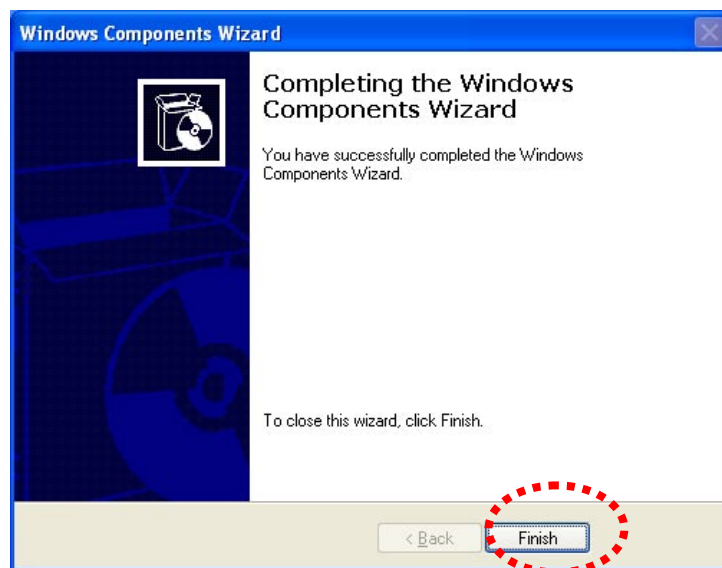 Windows Components Wizard
Completing the Windows
Components Wizard
You have successfully completed the Windows
Components Wizard.
To close this wizard, click Finish.
< Back
Finish